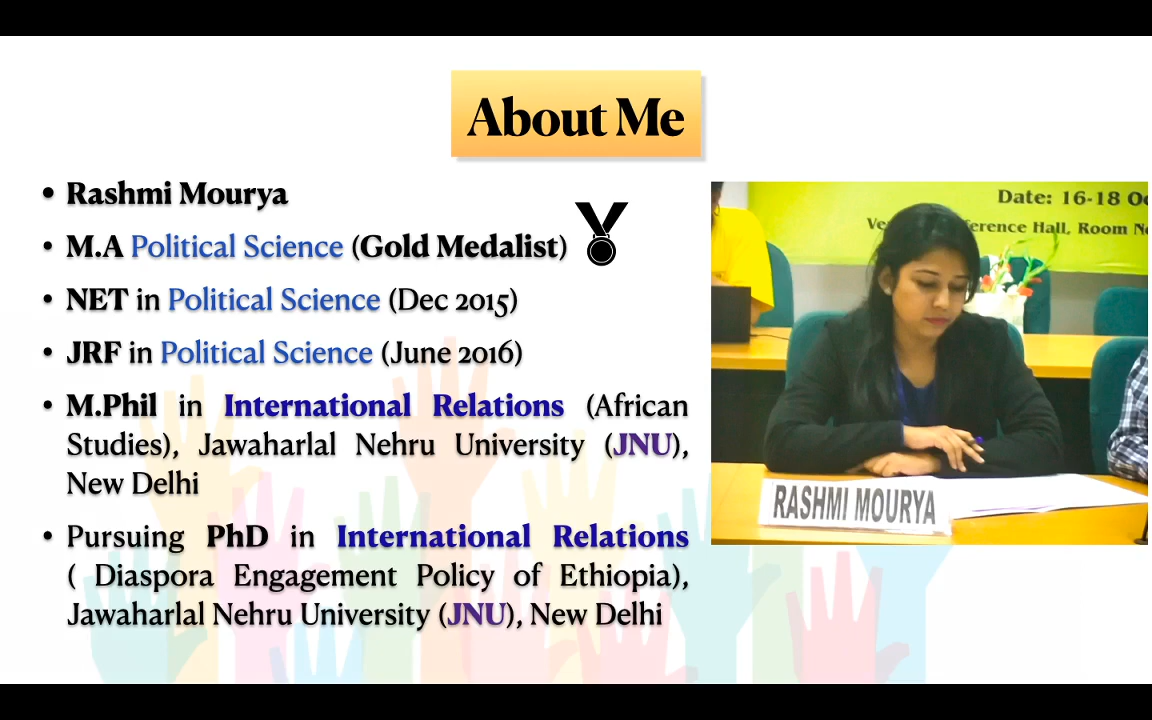 About Me
• Rashmi Mourya
• M.A Political Science (Gold Medalist)
• NET in Political Science (Dec 2015)
• JRF in Political Science (June 2016)
• M.Phil in International Relations (African
Studies), Jawaharlal Nehru University (JNU),
New Delhi
• Pursuing PhD in International Relations
( Diaspora Engagement Policy of Ethiopia),
Jawaharlal Nehru University (JNU), New Delhi
Date: 16-18
Hall, Room
RASHMI MOURYA